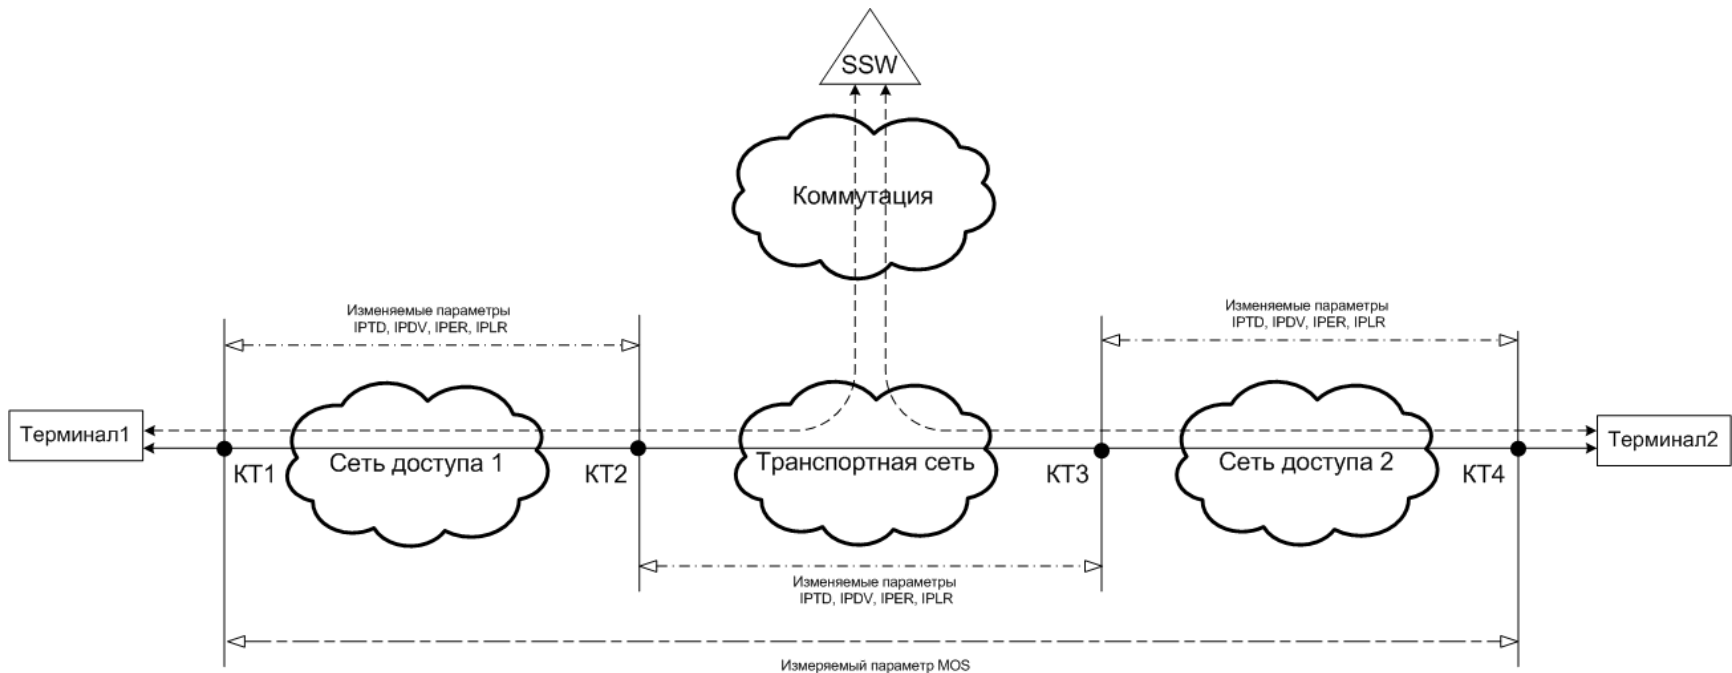 SSW
Коммутация
Изменяемые параметры
IPTD, IPDV, IPER, IPLR
Изменяемые параметры
IPTD, IPDV, IPER, IPLR
Терминал1
КТ1
Сеть доступа 1
КТ2
Транспортная сеть
КТ3
Сеть доступа 2
КТ4
Терминал2
Изменяемые параметры
IPTD, IPDV, IPER, IPLR
Измеряемый параметр MOS